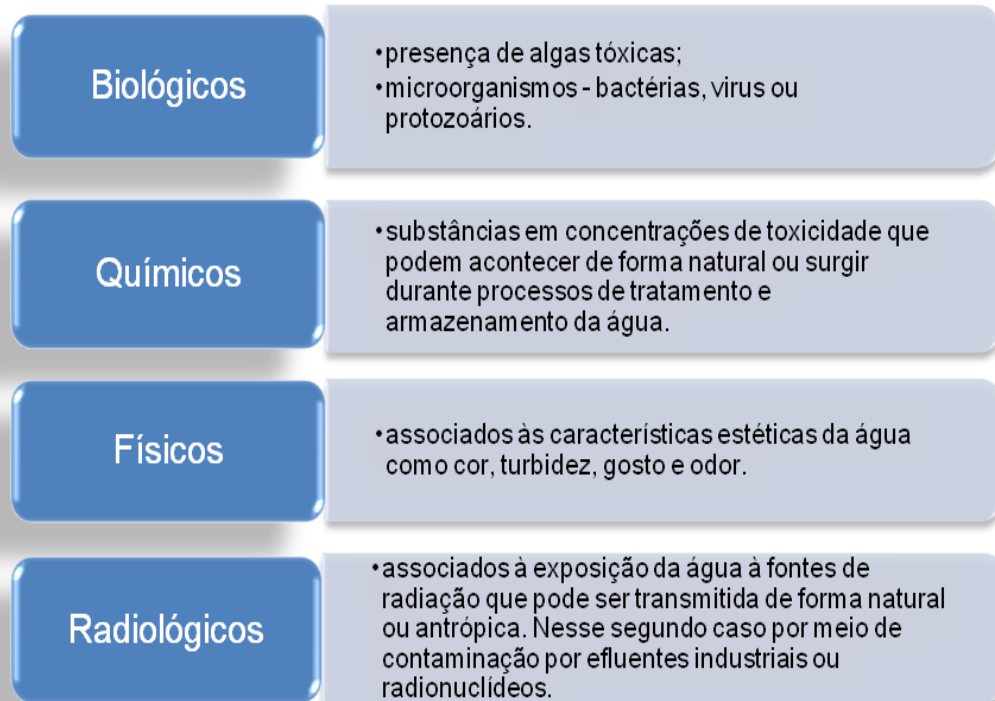 Biológicos
•presença de algas tóxicas;
•microorganismos - bactérias, virus ou
protozoários.
Químicos
•substâncias em concentrações de toxicidade que
podem acontecer de forma natural ou surgir
durante processos de tratamento e
armazenamento da água.
Físicos
•associados às características estéticas da água
como cor, turbidez, gosto e odor.
Radiológicos
•associados à exposição da água à fontes de
radiação que pode ser transmitida de forma natural
ou antrópica. Nesse segundo caso por meio de
contaminação por efluentes industriais ou
radionuclídeos.